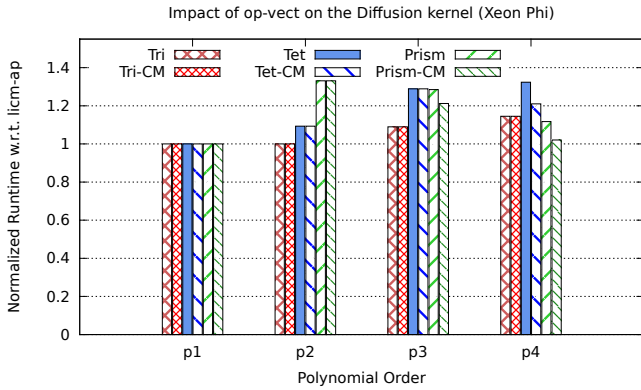 Impact of op-vect on the Diffusion kernel (Xeon Phi)
Tri Tet Prism
Tri-CM Tet-CM Prism-CM
Normalized Runtime w.r.t. licm-ap
1.4
1.2
1
0.8
0.6
0.4
0.2
0
p1 p2 p3 p4
Polynomial Order